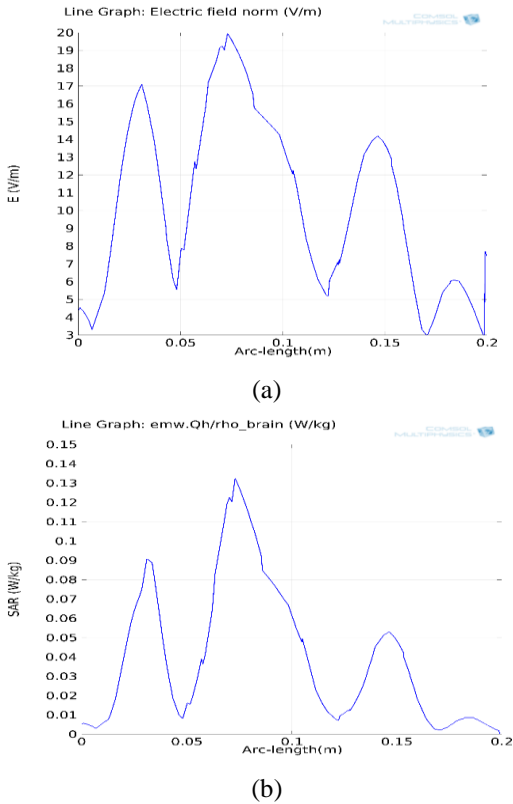 Line Graph: Electric field norm (V/m)
COMSOL
MULTIPHYSICS
20
19
18
17
16
15
14
13
12
11
10
9
8
7
6
5
4
3
E (V/m)
0 0.05 0.1 0.15 0.2
Arc-length(m)
(a)
Line Graph: emw.Qh/rho_brain (W/kg)
COMSOL
MULTIPHYSICS
0.15
0.14
0.13
0.12
0.11
0.1
0.09
0.08
0.07
0.06
0.05
0.04
0.03
0.02
0.01
0
SAR (W/kg)
0 0.05 0.1 0.15 0.2
Arc-length(m)
(b)